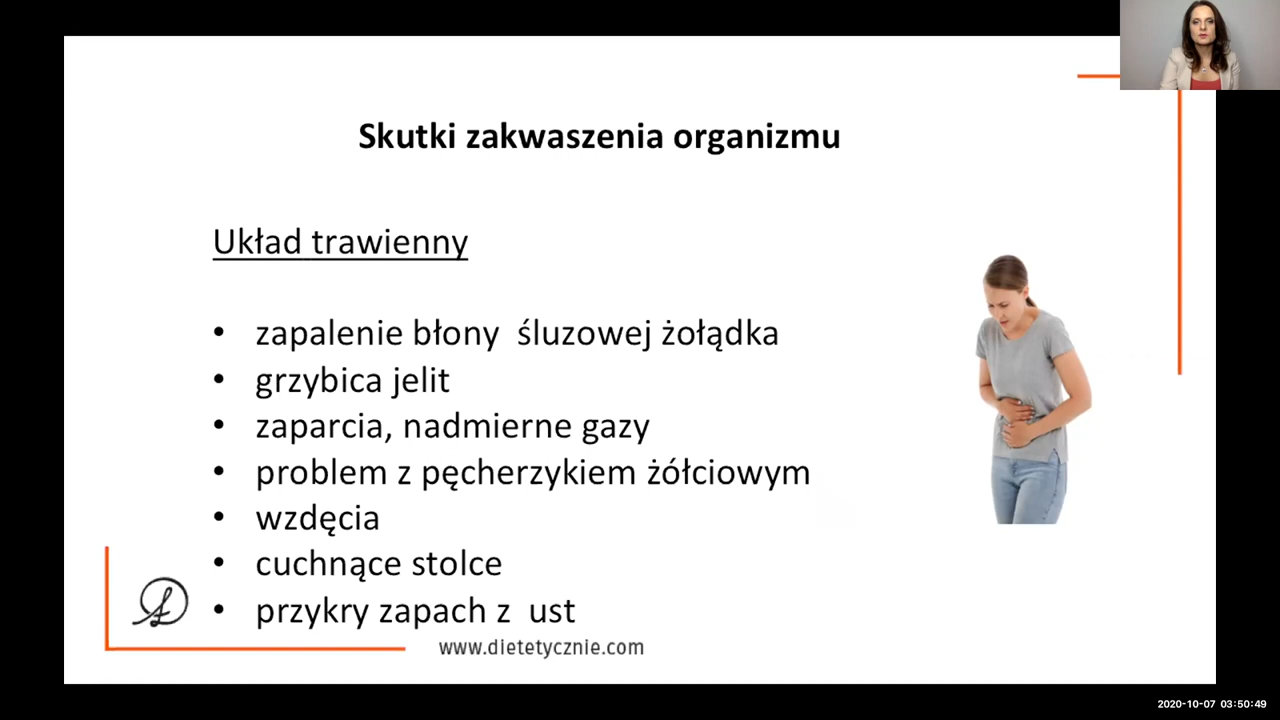 Skutki zakwaszenia organizmu
Układ trawienny
• zapalenie błony śluzowej żołądka
• grzybica jelit
• zaparcia, nadmierne gazy
• problem z pęcherzykiem żółciowym
• wzdęcia
• cuchnące stolce
• przykry zapach z ust
www.dietetycznie.com
2020-10-07 03:50:49